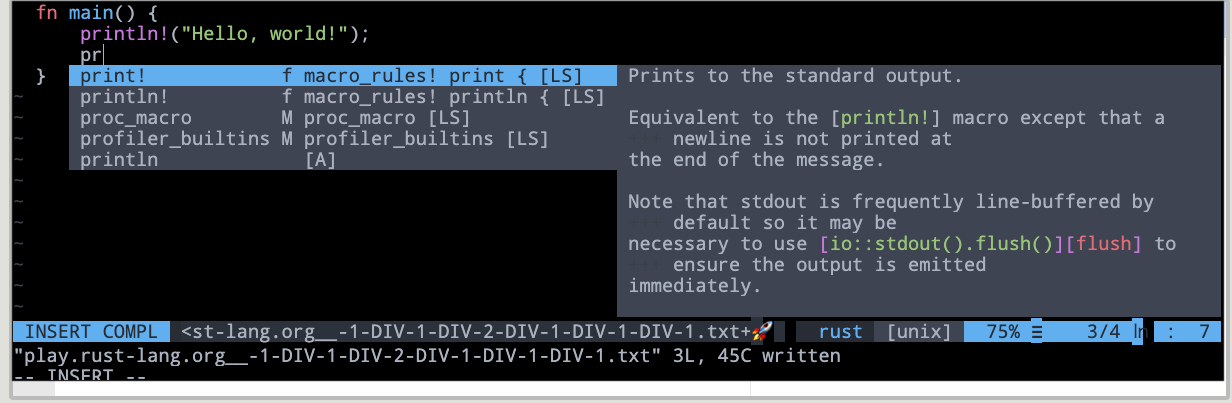 fn main() {
    println!("Hello, world!");
    pr
}   print!             f macro_rules! print { [LS]
~   println!           f macro_rules! println { [LS]
~   proc_macro         M proc_macro [LS]
~   profiler_builtins M profiler_builtins [LS]
~   println              [A]
~
~
~
~
~
~
~
Prints to the standard output.
Equivalent to the [println!] macro except that a
newline is not printed at
the end of the message.
Note that stdout is frequently line-buffered by
default so it may be
necessary to use [io::stdout().flush()][flush] to
ensure the output is emitted
immediately.
INSERT COMPL <st-lang.org__-1-DIV-1-DIV-2-DIV-1-DIV-1-DIV-1.txt+🚀 rust [unix] 75% ☰ 3/4 ln : 7
"play.rust-lang.org__-1-DIV-1-DIV-2-DIV-1-DIV-1-DIV-1.txt" 3L, 45C written
-- INSERT --